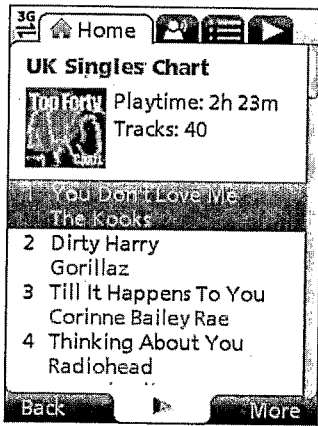 3G
Home
UK Singles Chart
Top Forty
Playtime: 2h 23m
Tracks: 40
40
Chart
1 You Don't Love Me
The Kooks
2 Dirty Harry
Gorillaz
3 Till It Happens To You
Corinne Bailey Rae
4 Thinking About You
Radiohead
Back
More